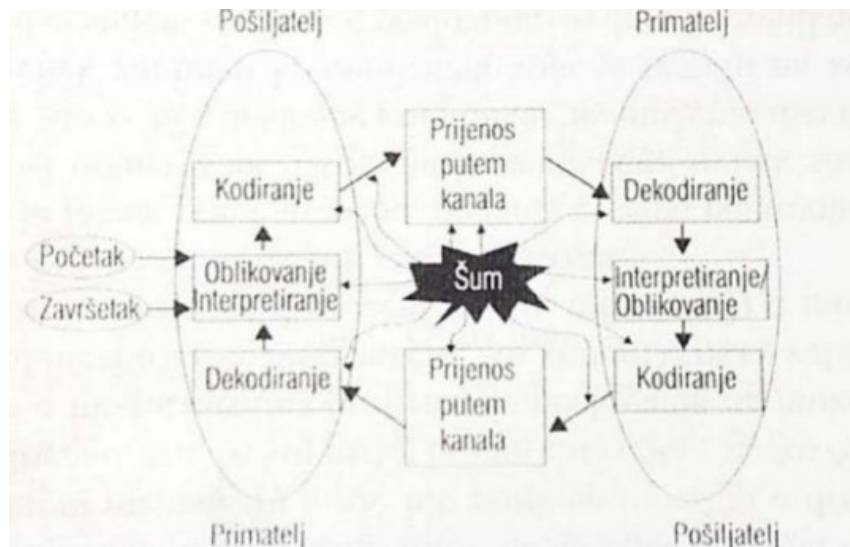 Pošiljatelj
Primatelj
Prijenos
putem
kanala
Kodiranje
Dekodiranje
Početak
Završetak
Oblikovanje
Interpretiranje
Šum
Interpretiranje/
Oblikovanje
Dekodiranje
Prijenos
putem
kanala
Kodiranje
Primatelj
Pošiljatelj